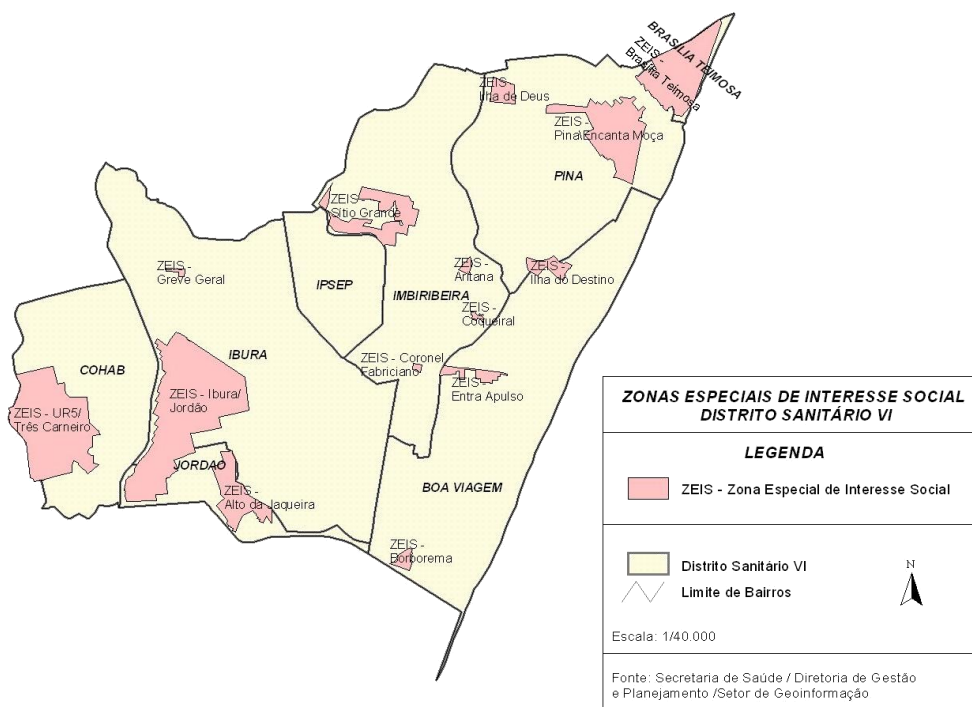 BRASÍLIA TEIMOSA
ZEIS -
Brasília Teimosa
ZEIS -
Ilha de Deus
ZEIS -
Pina\Encanta Moça
PINA
ZEIS -
Sítio Grande
ZEIS -
Greve Geral
IPSEP
ZEIS -
Aritana
ZEIS -
Ilha do Destino
IMBIRIBEIRA
ZEIS -
Coqueiral
IBURA
ZEIS - Coronel
Fabriciano
COHAB
ZEIS -
Entra Apulso
ZEIS - Ibura/
Jordão
ZEIS - UR5/
Três Carneiro
JORDAO
BOA VIAGEM
ZEIS -
Alto da Jaqueira
ZEIS -
Borborema
ZONAS ESPECIAIS DE INTERESSE SOCIAL
DISTRITO SANITÁRIO VI
LEGENDA
ZEIS - Zona Especial de Interesse Social
Distrito Sanitário VI
Limite de Bairros
N
Escala: 1/40.000
Fonte: Secretaria de Saúde / Diretoria de Gestão
e Planejamento /Setor de Geoinformação